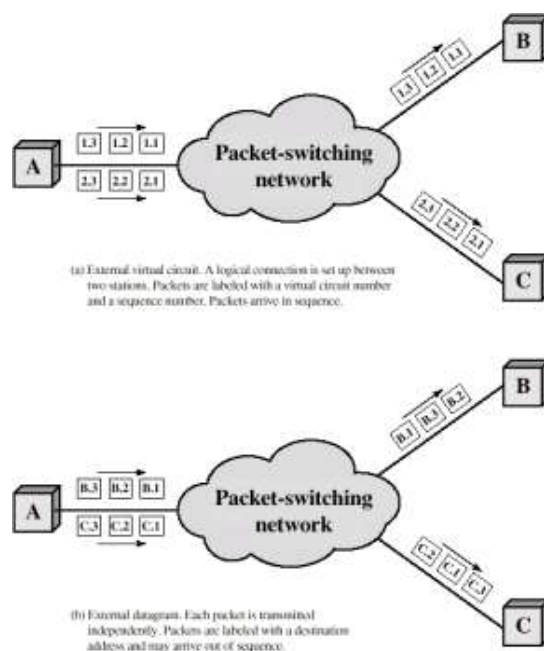 B
1.3 1.2 1.1
1.3 1.2 1.1
A
Packet-switching
network
2.3 2.2 2.1
2.3 2.2 2.1
C
(a) External virtual circuit. A logical connection is set up between
two stations. Packets are labeled with a virtual circuit number
and a sequence number. Packets arrive in sequence.
B
B.1 B.3 B.2
B.3 B.2 B.1
A
Packet-switching
network
C.3 C.2 C.1
C.2 C.1 C.3
C
(b) External datagram. Each packet is transmitted
independently. Packets are labeled with a destination
address and may arrive out of sequence.